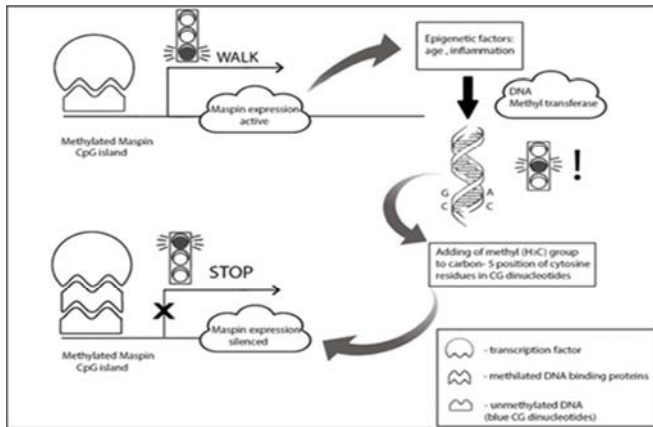 WALK
Maspin expression
active
Methylated Maspin
CpG island
Epigenetic factors:
age , inflammation
DNA
Methyl transferase
G A
C C
!
Adding of methyl (H3C) group
to carbon- 5 position of cytosine
residues in CG dinucleotides
STOP
X
Maspin expression
silenced
Methylated Maspin
CpG island
- transcription factor
- methilated DNA binding proteins
- unmethylated DNA
(blue CG dinucleotides)